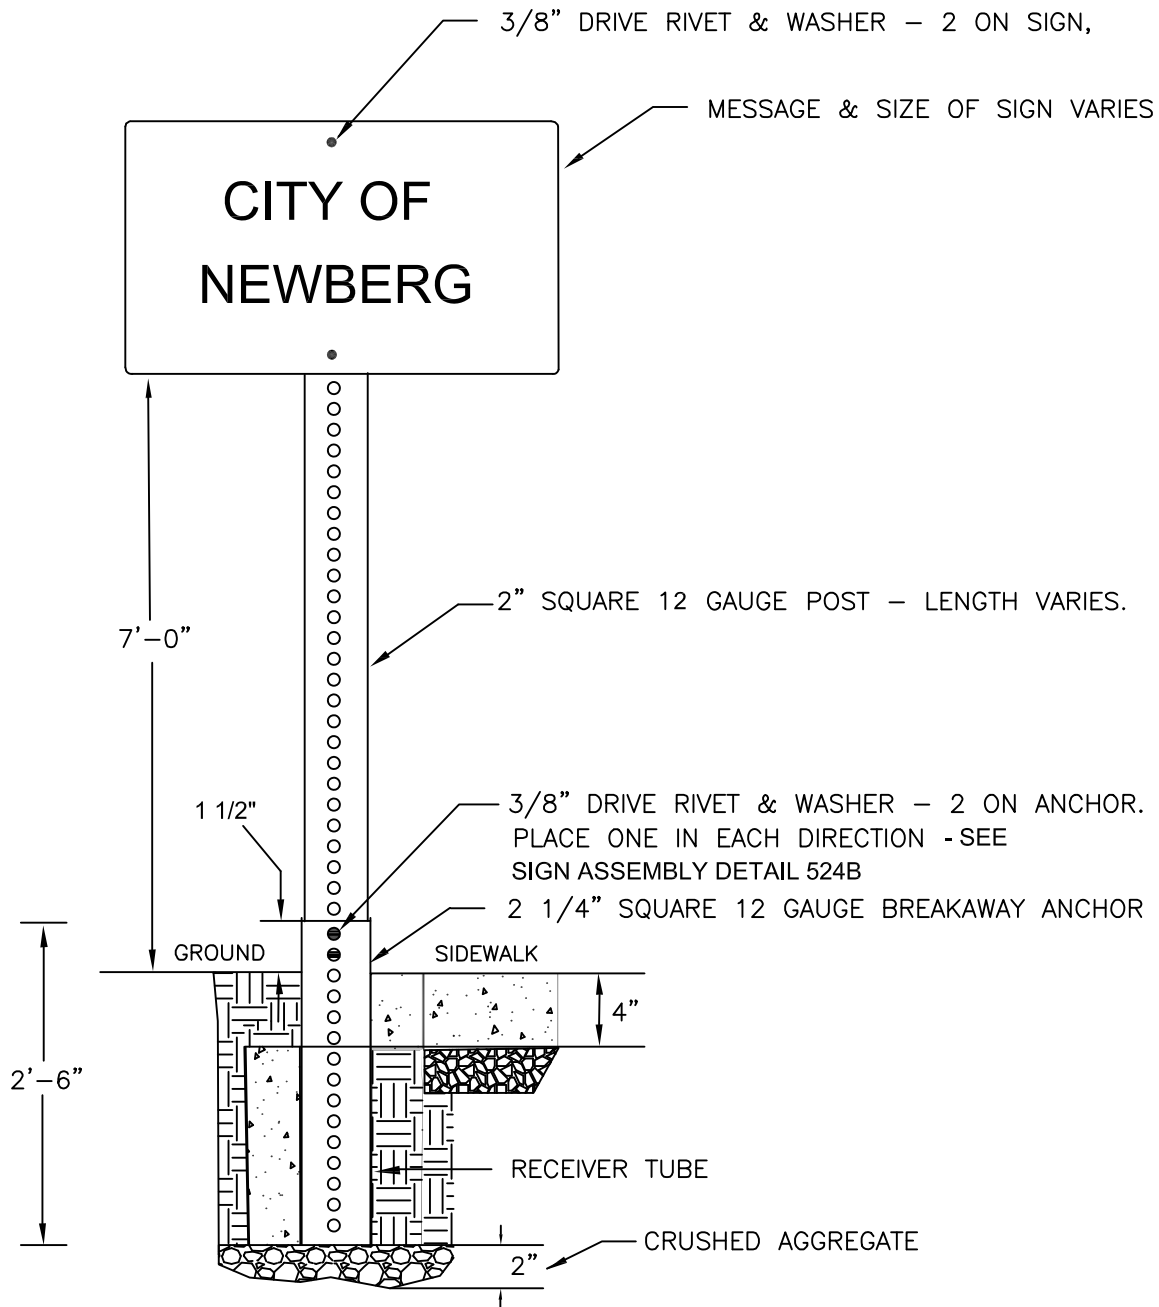 3/8” DRIVE RIVET & WASHER – 2 ON SIGN,
MESSAGE & SIZE OF SIGN VARIES
CITY OF
NEWBERG
2” SQUARE 12 GAUGE POST – LENGTH VARIES.
7’–0”
1 1/2"
3/8” DRIVE RIVET & WASHER – 2 ON ANCHOR.
PLACE ONE IN EACH DIRECTION - SEE
SIGN ASSEMBLY DETAIL 524B
2 1/4” SQUARE 12 GAUGE BREAKAWAY ANCHOR
GROUND
SIDEWALK
4”
2’–6”
RECEIVER TUBE
CRUSHED AGGREGATE
2”